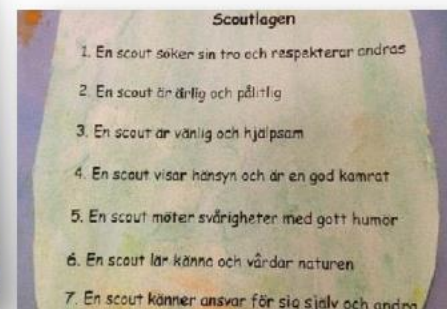 Scoutlagen
1. En scout söker sin tro och respekterar andras
2. En scout är ärlig och pålitlig
3. En scout är vänlig och hjälpsam
4. En scout visar hänsyn och är en god kamrat
5. En scout möter svårigheter med gott humör
6. En scout lär känna och vårdar naturen
7. En scout känner ansvar för sig själv och andra